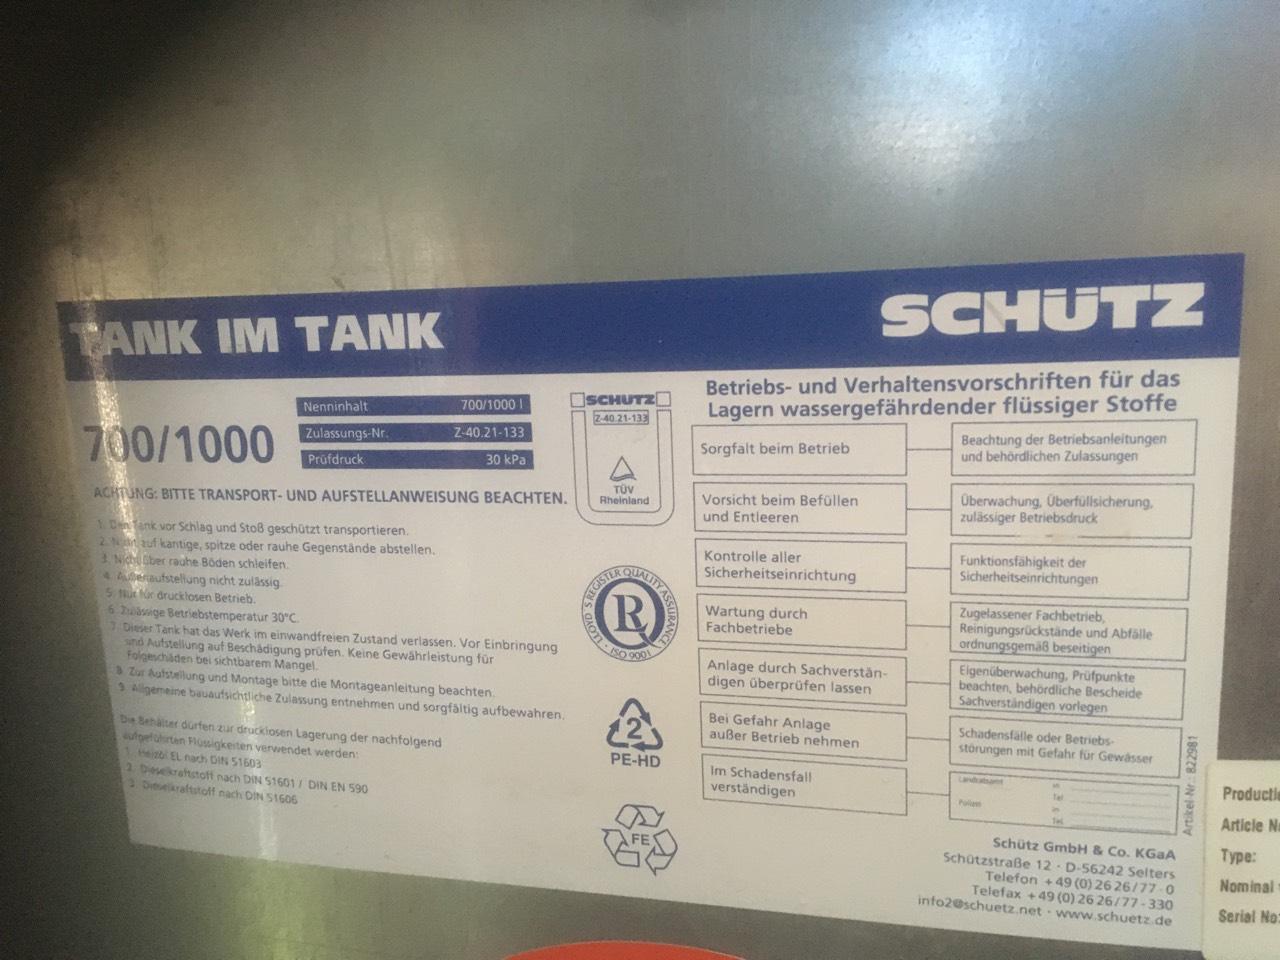 TANK IM TANK
SCHÜTZ
700/1000
Nenninhalt 700/1000 l
Zulassungs-Nr. Z-40.21-133
Prüfdruck 30 kPa
ACHTUNG: BITTE TRANSPORT- UND AUFSTELLANWEISUNG BEACHTEN.
1. Den Tank vor Schlag und Stoß geschützt transportieren.
2. Nicht auf kantige, spitze oder rauhe Gegenstände abstellen.
3. Nicht über rauhe Böden schleifen.
4. Außenaufstellung nicht zulässig.
5. Nur für drucklosen Betrieb.
6. Zulässige Betriebstemperatur 30°C.
7. Dieser Tank hat das Werk im einwandfreien Zustand verlassen. Vor Einbringung
und Aufstellung auf Beschädigung prüfen. Keine Gewährleistung für
Folgeschäden bei sichtbarem Mangel.
8. Zur Aufstellung und Montage bitte die Montageanleitung beachten.
9. Allgemeine bauaufsichtliche Zulassung entnehmen und sorgfältig aufbewahren.
Die Behälter dürfen zur drucklosen Lagerung der nachfolgend
aufgeführten Flüssigkeiten verwendet werden:
1. Heizöl EL nach DIN 51603
2. Dieselkraftstoff nach DIN 51601 / DIN EN 590
3. Dieselkraftstoff nach DIN 51606
SCHÜTZ
Z-40.21-133
TÜV
Rheinland
LLOYD'S REGISTER QUALITY ASSURANCE
R
ISO 9001
2
PE-HD
FE
Betriebs- und Verhaltensvorschriften für das
Lagern wassergefährdender flüssiger Stoffe
Sorgfalt beim Betrieb
Beachtung der Betriebsanleitungen
und behördlichen Zulassungen
Vorsicht beim Befüllen
und Entleeren
Überwachung, Überfüllsicherung,
zulässiger Betriebsdruck
Kontrolle aller
Sicherheitseinrichtung
Funktionsfähigkeit der
Sicherheitseinrichtungen
Wartung durch
Fachbetriebe
Zugelassener Fachbetrieb,
Reinigungsrückstände und Abfälle
ordnungsgemäß beseitigen
Anlage durch Sachverstän-
digen überprüfen lassen
Eigenüberwachung, Prüfpunkte
beachten, behördliche Bescheide
Sachverständigen vorlegen
Bei Gefahr Anlage
außer Betrieb nehmen
Schadensfälle oder Betriebs-
störungen mit Gefahr für Gewässer
Im Schadensfall
verständigen
Landratsamt in
Tel.
Polizei in
Tel.
Artikel-Nr.: 822981
Schütz GmbH & Co. KGaA
Schützstraße 12 · D-56242 Selters
Telefon +49 (0) 26 26/77-0
Telefax +49 (0) 26 26/77-330
info2@schuetz.net · www.schuetz.de
Article
Type:
Nominal
Serial No: